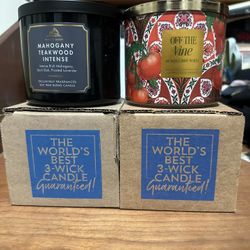 MAHOGANY
TEAKWOOD
INTENSE
OFF THE
Vine
THE
WORLD'S
BEST
3-WICK
CANDLE
Guaranteed!
THE
WORLD'S
BEST
3-WICK
CANDLE
Guaranteed!